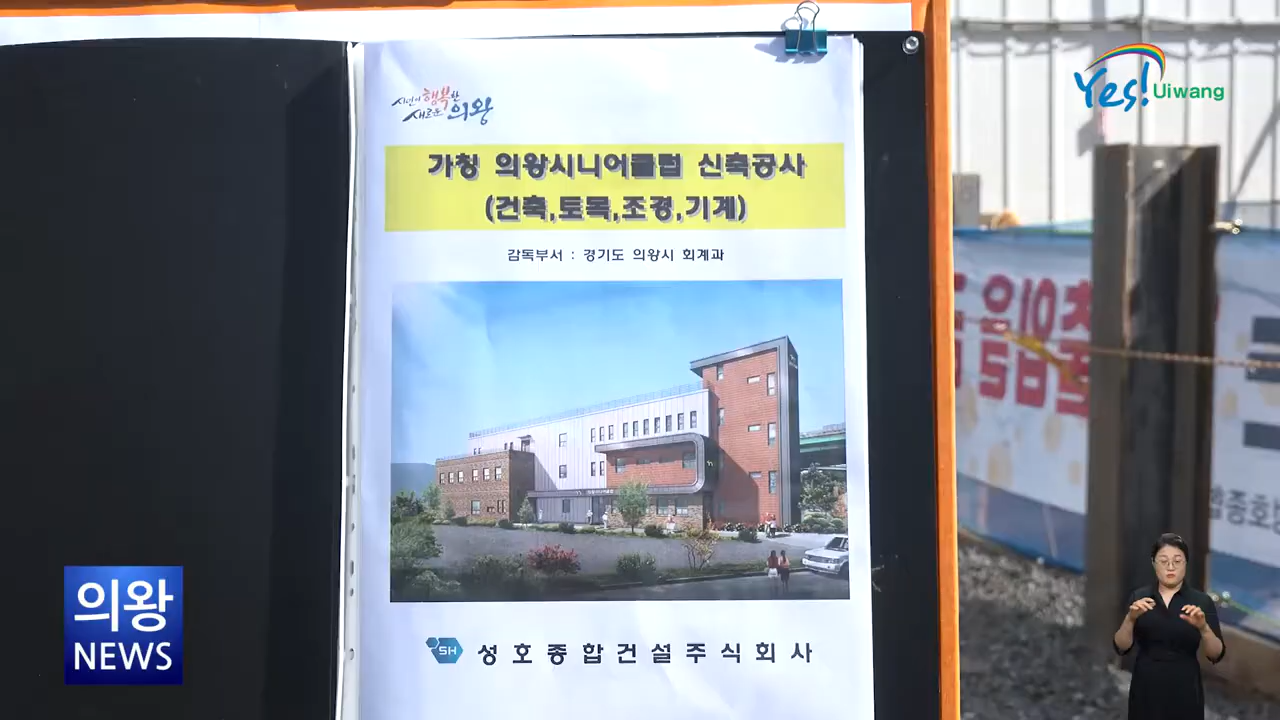 시민이 행복한
새로운 의왕
가칭 의왕시니어클럽 신축공사
(건축,토목,조경,기계)
감독부서 : 경기도 의왕시 회계과
SH 성호종합건설주식회사
Yes! Uiwang
의왕
NEWS